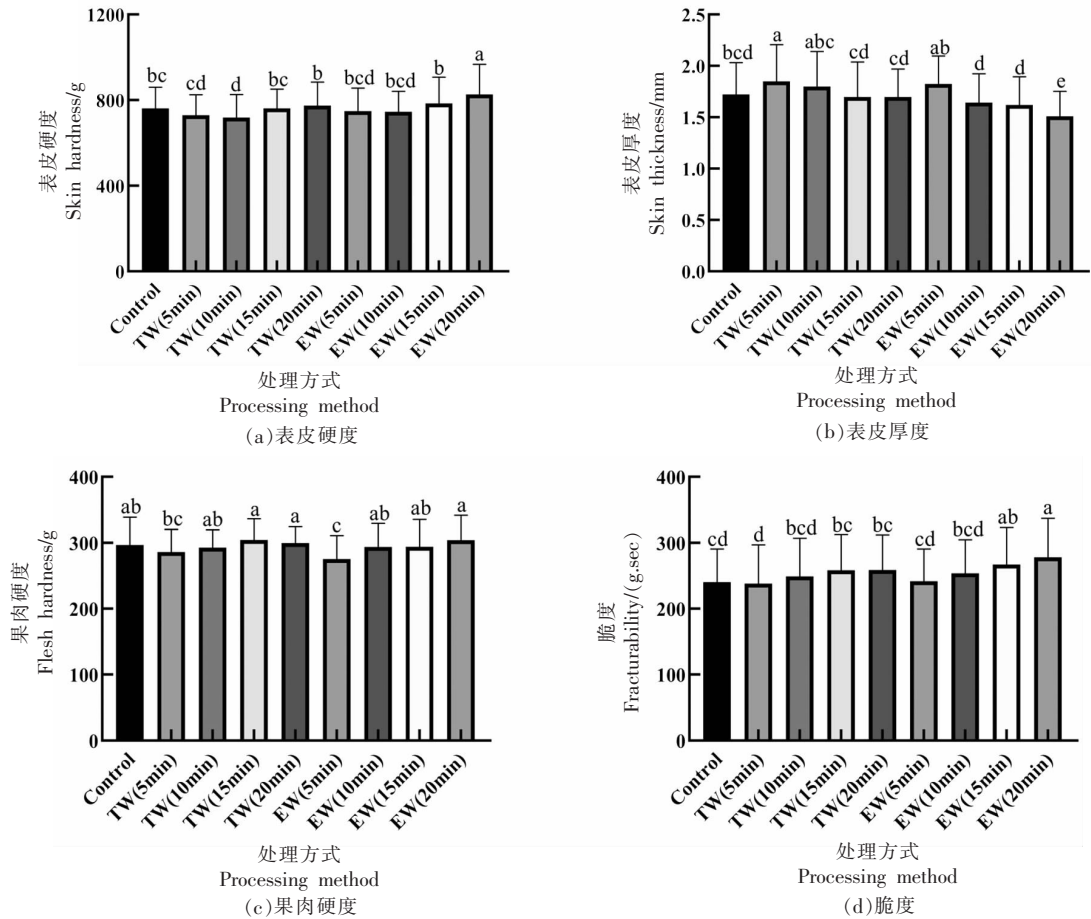 1200
800
400
0
表皮硬度
Skin hardness/g
bc
cd
d
bc
b
bcd
bcd
b
a
Control
TW(5min)
TW(10min)
TW(15min)
TW(20min)
EW(5min)
EW(10min)
EW(15min)
EW(20min)
处理方式
Processing method
(a)表皮硬度
2.5
2.0
1.5
1.0
0.5
0.0
表皮厚度
Skin thickness/mm
bcd
a
abc
cd
cd
ab
d
d
e
Control
TW(5min)
TW(10min)
TW(15min)
TW(20min)
EW(5min)
EW(10min)
EW(15min)
EW(20min)
处理方式
Processing method
(b)表皮厚度
400
300
200
100
0
果肉硬度
Flesh hardness/g
ab
bc
ab
a
a
c
ab
ab
a
Control
TW(5min)
TW(10min)
TW(15min)
TW(20min)
EW(5min)
EW(10min)
EW(15min)
EW(20min)
处理方式
Processing method
(c)果肉硬度
400
300
200
100
0
脆度
Fracturability/(g.sec)
cd
d
bcd
bc
bc
cd
bcd
ab
a
Control
TW(5min)
TW(10min)
TW(15min)
TW(20min)
EW(5min)
EW(10min)
EW(15min)
EW(20min)
处理方式
Processing method
(d)脆度